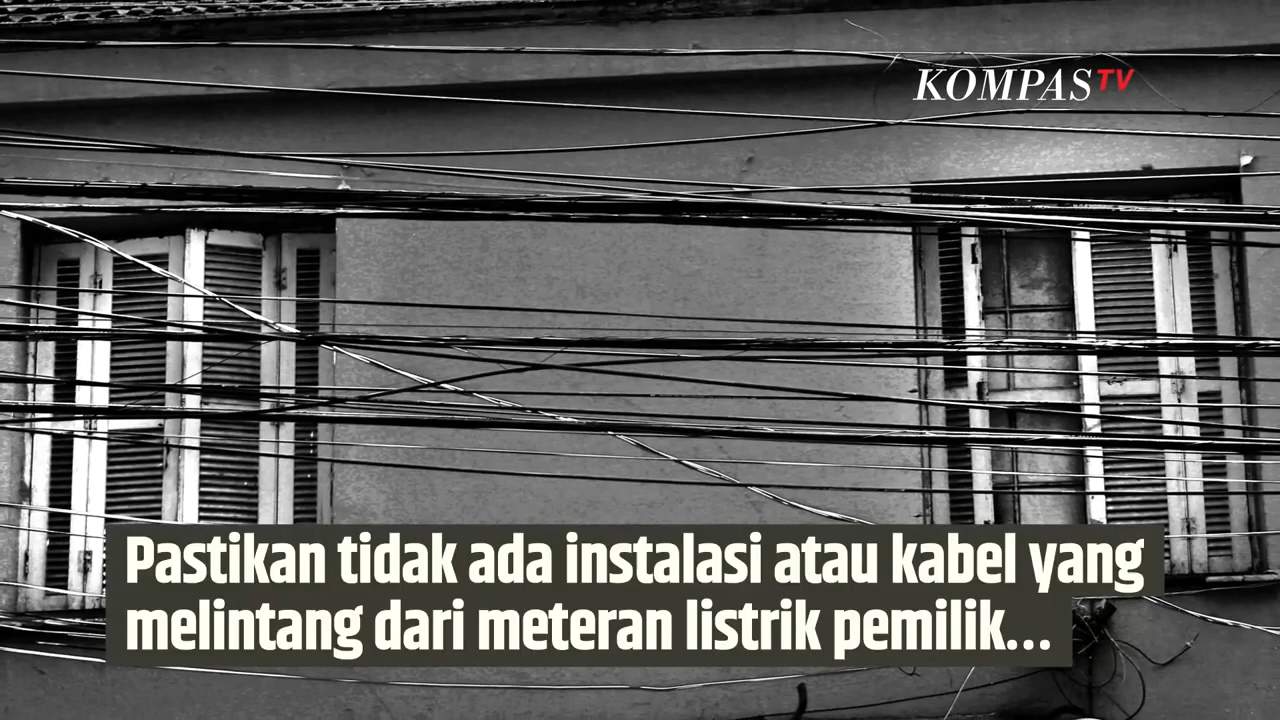 KOMPASTV
Pastikan tidak ada instalasi atau kabel yang
melintang dari meteran listrik pemilik...